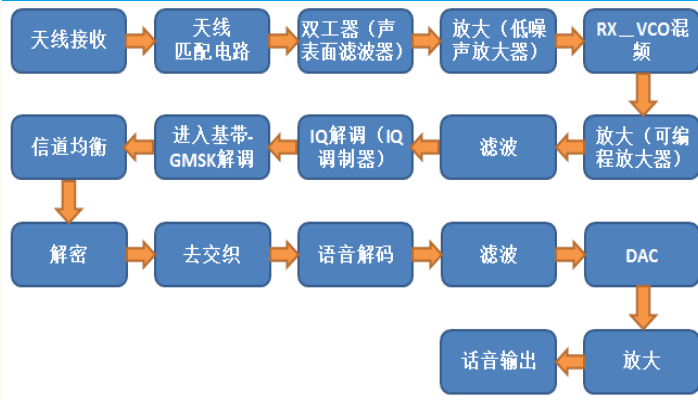 天线接收
天线
匹配电路
双工器（声
表面滤波器）
放大（低噪
声放大器）
RX__VCO混
频
放大（可编
程放大器）
滤波
IQ解调（IQ
调制器）
进入基带-
GMSK解调
信道均衡
解密
去交织
语音解码
滤波
DAC
放大
话音输出